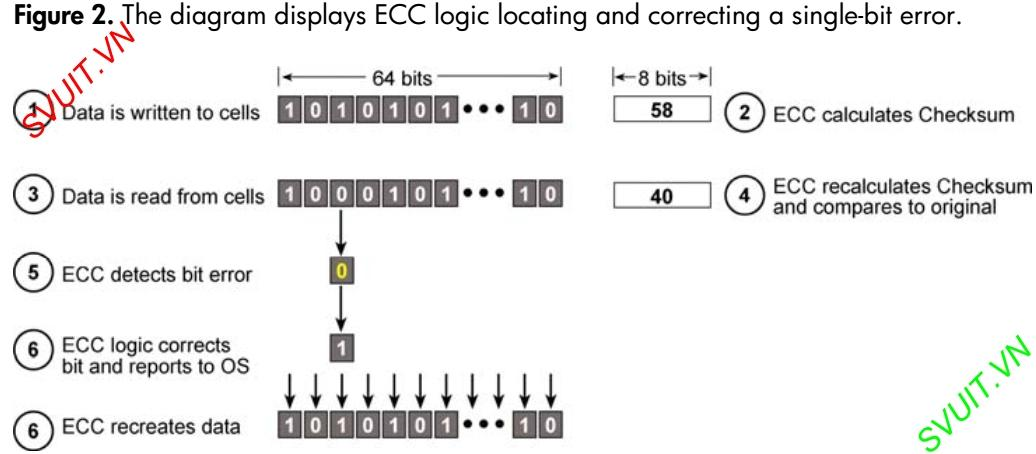 Figure 2. The diagram displays ECC logic locating and correcting a single-bit error.
SVUIT.VN
64 bits
8 bits
1 Data is written to cells 1 0 1 0 1 0 1 ••• 1 0 58 2 ECC calculates Checksum
3 Data is read from cells 1 0 0 0 1 0 1 ••• 1 0 40 4 ECC recalculates Checksum
and compares to original
5 ECC detects bit error 0
6 ECC logic corrects
bit and reports to OS 1
6 ECC recreates data 1 0 1 0 1 0 1 ••• 1 0
SVUIT.VN